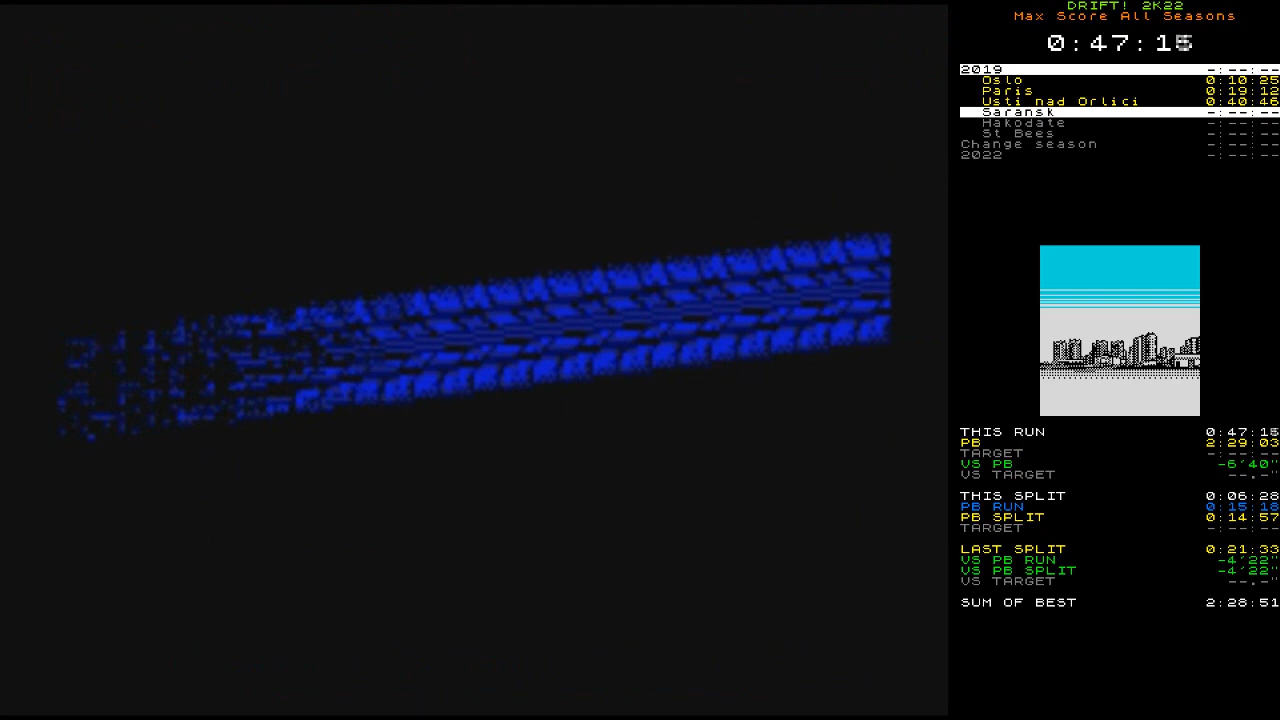 DRIFT! 2K22
Max Score All Seasons
0:47:15
2019 -:--:--
Oslo 0:10:25
Paris 0:19:12
Usti nad Orlici 0:40:46
Saransk -:--:--
Hakodate -:--:--
St Bees -:--:--
Change season -:--:--
2022 -:--:--
THIS RUN 0:47:15
PB 2:29:03
TARGET -:--:--
VS PB -6'40"
VS TARGET --.-"
THIS SPLIT 0:06:28
PB RUN 0:15:18
PB SPLIT 0:14:57
TARGET -:--:--
LAST SPLIT 0:21:33
VS PB RUN -4'22"
VS PB SPLIT -4'22"
VS TARGET --.-"
SUM OF BEST 2:28:51